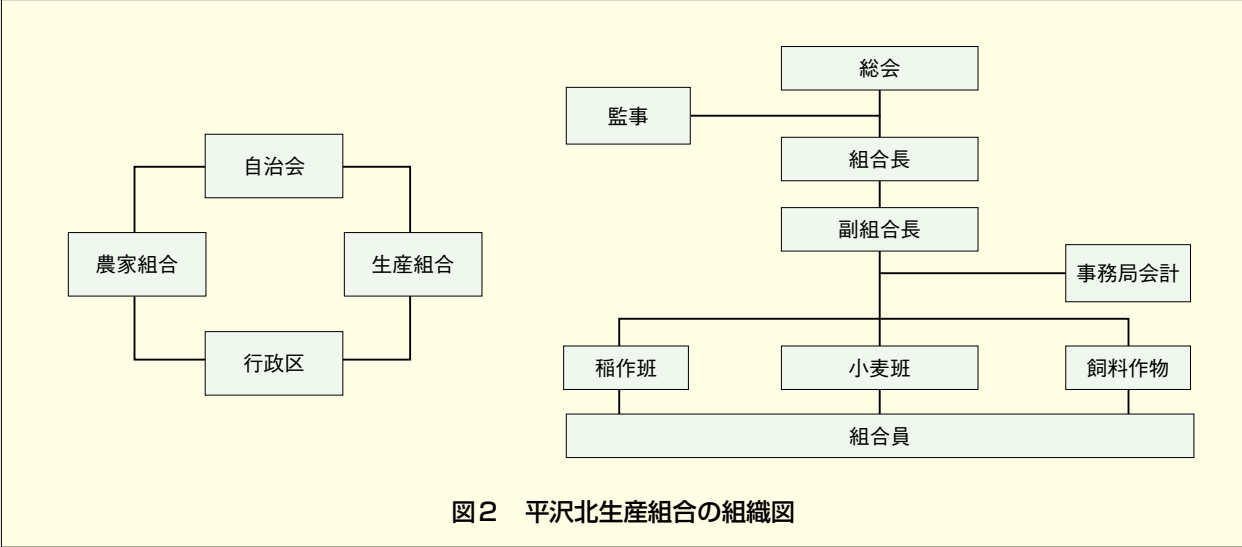 自治会
農家組合
生産組合
行政区
総会
監事
組合長
副組合長
事務局会計
稲作班
小麦班
飼料作物
組合員
図2 平沢北生産組合の組織図